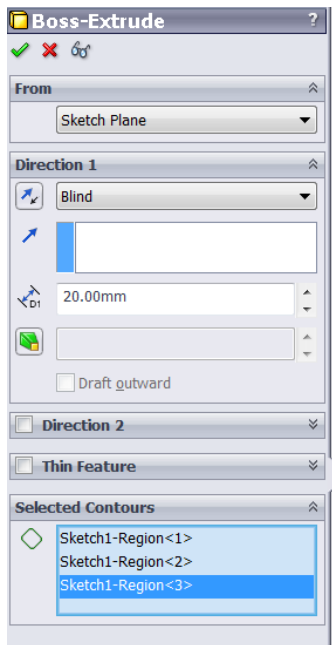 Boss-Extrude ?
From
Sketch Plane
Direction 1
Blind
D1 20.00mm
Draft outward
Direction 2
Thin Feature
Selected Contours
Sketch1-Region<1>
Sketch1-Region<2>
Sketch1-Region<3>